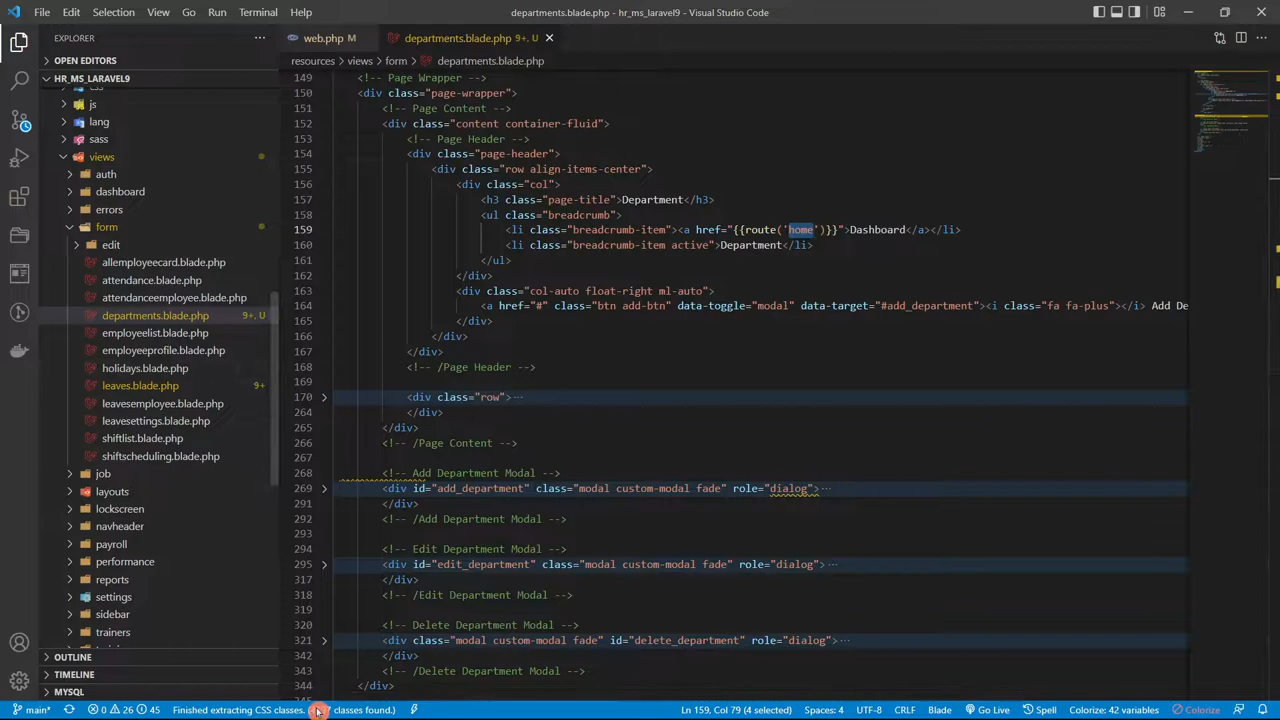 File Edit Selection View Go Run Terminal Help
departments.blade.php - hr_ms_laravel9 - Visual Studio Code
EXPLORER
OPEN EDITORS
HR_MS_LARAVEL9
js
lang
sass
views
auth
dashboard
errors
form
edit
allemployeecard.blade.php
attendance.blade.php
attendanceemployee.blade.php
departments.blade.php 9+, U
employeelist.blade.php
employeeprofile.blade.php
holidays.blade.php
leaves.blade.php 9+
leavesemployee.blade.php
leavesettings.blade.php
shiftlist.blade.php
shiftscheduling.blade.php
job
layouts
lockscreen
navheader
payroll
performance
reports
settings
sidebar
trainers
OUTLINE
TIMELINE
MYSQL
web.php M departments.blade.php 9+, U
resources > views > form > departments.blade.php
149 <!-- Page Wrapper -->
150 <div class="page-wrapper">
151 <!-- Page Content -->
152 <div class="content container-fluid">
153 <!-- Page Header -->
154 <div class="page-header">
155 <div class="row align-items-center">
156 <div class="col">
157 <h3 class="page-title">Department</h3>
158 <ul class="breadcrumb">
159 <li class="breadcrumb-item"><a href="{{route('home')}}">Dashboard</a></li>
160 <li class="breadcrumb-item active">Department</li>
161 </ul>
162 </div>
163 <div class="col-auto float-right ml-auto">
164 <a href="#" class="btn add-btn" data-toggle="modal" data-target="#add_department"><i class="fa fa-plus"></i> Add De
165 </div>
166 </div>
167 </div>
168 <!-- /Page Header -->
169
170 <div class="row">…
264 </div>
265 </div>
266 <!-- /Page Content -->
267
268 <!-- Add Department Modal -->
269 <div id="add_department" class="modal custom-modal fade" role="dialog">…
291 </div>
292 <!-- /Add Department Modal -->
293
294 <!-- Edit Department Modal -->
295 <div id="edit_department" class="modal custom-modal fade" role="dialog">…
317 </div>
318 <!-- /Edit Department Modal -->
319
320 <!-- Delete Department Modal -->
321 <div class="modal custom-modal fade" id="delete_department" role="dialog">…
342 </div>
343 <!-- /Delete Department Modal -->
344 </div>
main* 0 26 45 Finished extracting CSS classes. classes found.) Ln 159, Col 79 (4 selected) Spaces: 4 UTF-8 CRLF Blade Go Live Spell Colorize: 42 variables Colorize